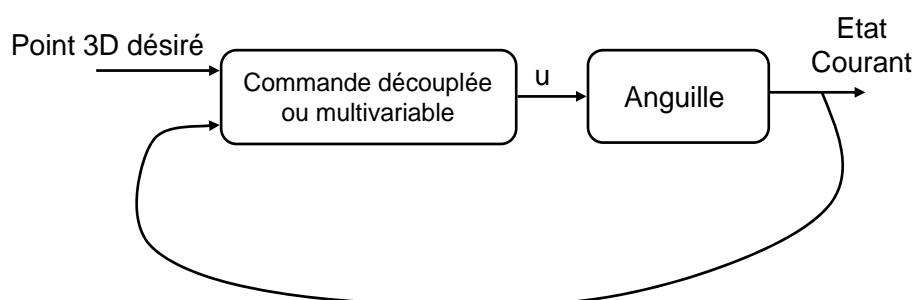 Point 3D désiré
Commande découplée
ou multivariable
u
Anguille
Etat
Courant